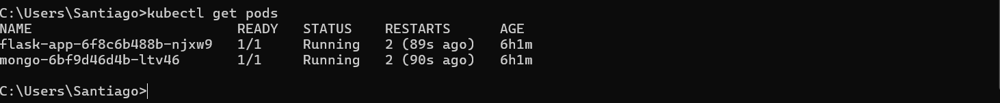 C:\Users\Santiago>kubectl get pods
NAME                         READY   STATUS    RESTARTS      AGE
flask-app-6f8c6b488b-njxw9   1/1     Running   2 (89s ago)   6h1m
mongo-6bf9d46d4b-ltv46       1/1     Running   2 (90s ago)   6h1m
C:\Users\Santiago>